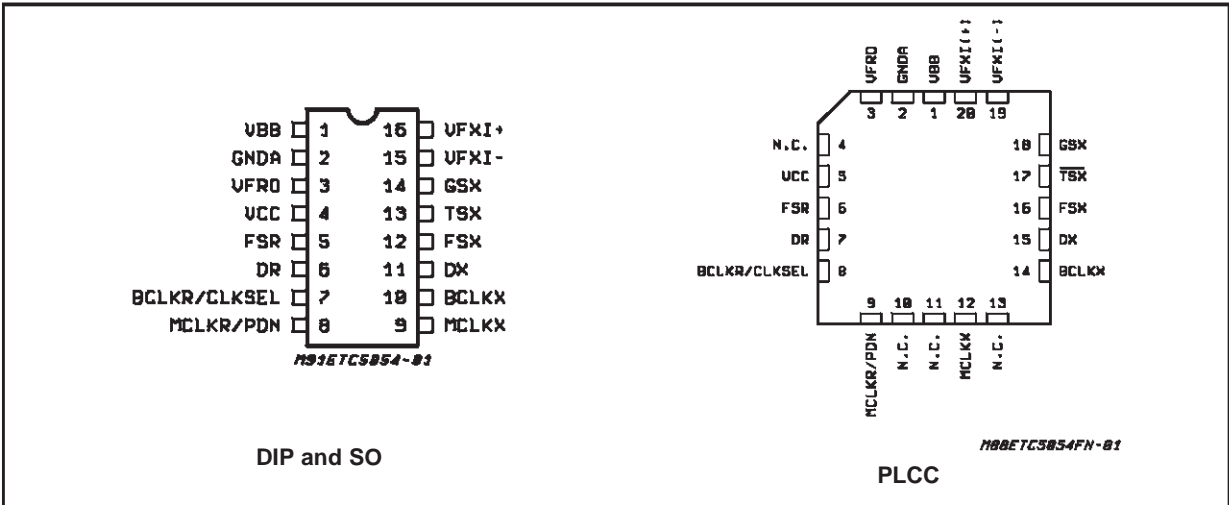 VBB 1 16 VFXI+
GNDA 2 15 VFXI-
VFRO 3 14 GSX
VCC 4 13 TSX
FSR 5 12 FSX
DR 6 11 DX
BCLKR/CLKSEL 7 10 BCLKX
MCLKR/PDN 8 9 MCLKX
M91ETC5054-01
DIP and SO
VFRO GNDA VBB VFXI(+) VFXI(-)
3 2 1 20 19
N.C. 4 18 GSX
VCC 5 17 TSX
FSR 6 16 FSX
DR 7 15 DX
BCLKR/CLKSEL 8 14 BCLKX
9 10 11 12 13
MCLKR/PDN N.C. N.C. MCLKX N.C.
M88ETC5054FN-01
PLCC